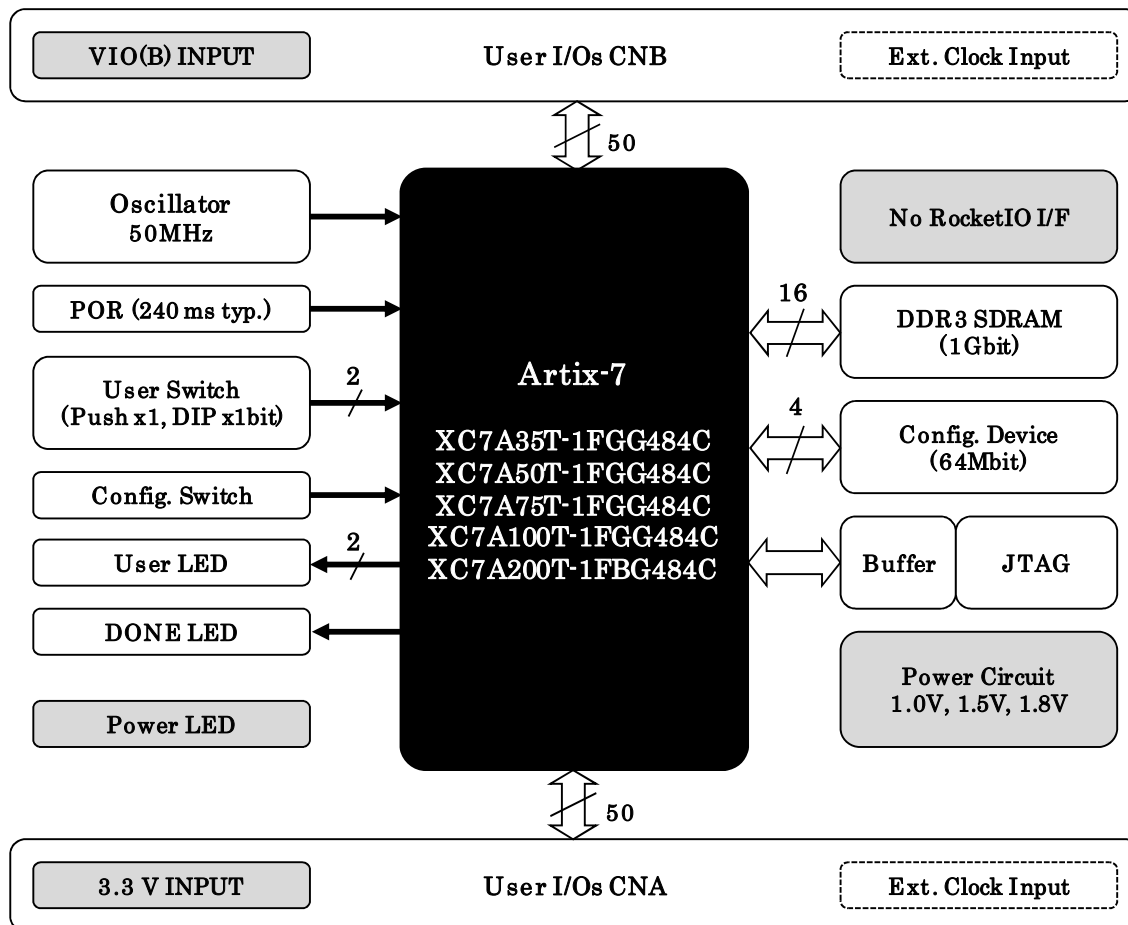 VIO(B) INPUT
User I/Os CNB
Ext. Clock Input
50
Oscillator
50MHz
POR (240 ms typ.)
User Switch
(Push x1, DIP x1bit)
2
Config. Switch
User LED
2
DONE LED
Power LED
Artix-7
XC7A35T-1FGG484C
XC7A50T-1FGG484C
XC7A75T-1FGG484C
XC7A100T-1FGG484C
XC7A200T-1FBG484C
No RocketIO I/F
16
DDR3 SDRAM
(1Gbit)
4
Config. Device
(64Mbit)
Buffer
JTAG
Power Circuit
1.0V, 1.5V, 1.8V
50
3.3 V INPUT
User I/Os CNA
Ext. Clock Input